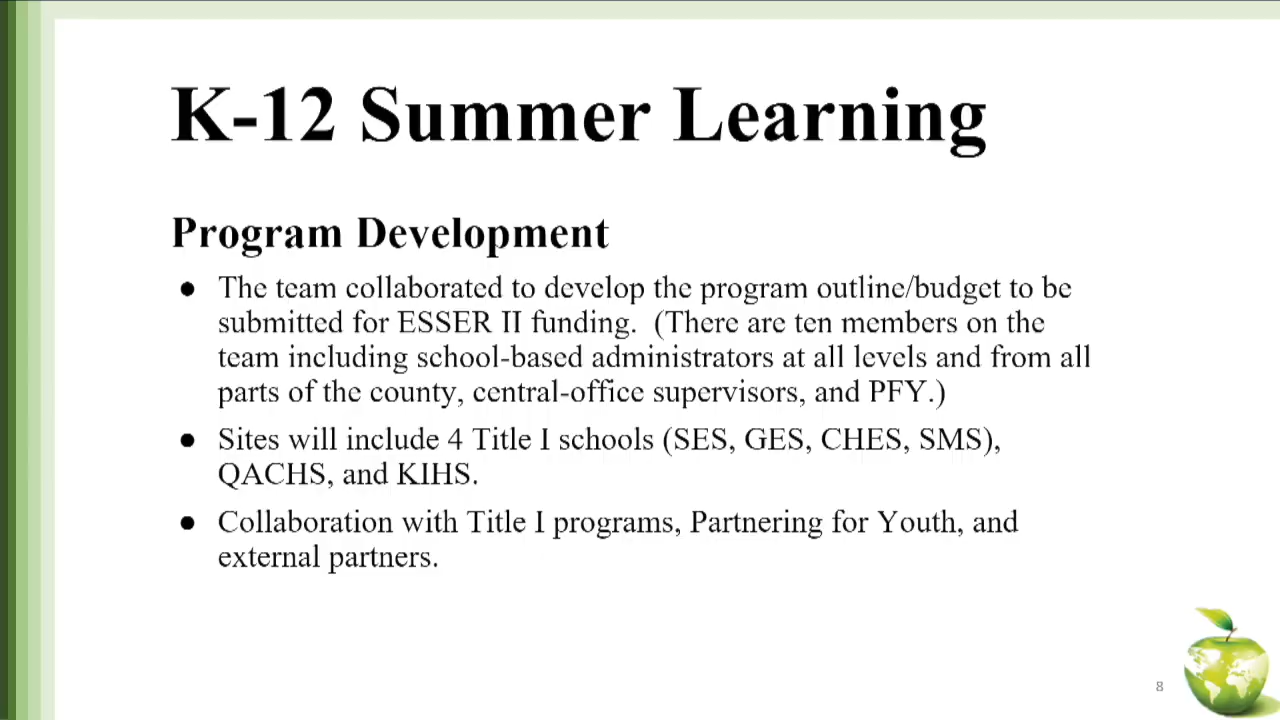 K-12 Summer Learning
Program Development
● The team collaborated to develop the program outline/budget to be
submitted for ESSER II funding.  (There are ten members on the
team including school-based administrators at all levels and from all
parts of the county, central-office supervisors, and PFY.)
● Sites will include 4 Title I schools (SES, GES, CHES, SMS),
QACHS, and KIHS.
● Collaboration with Title I programs, Partnering for Youth, and
external partners.
8